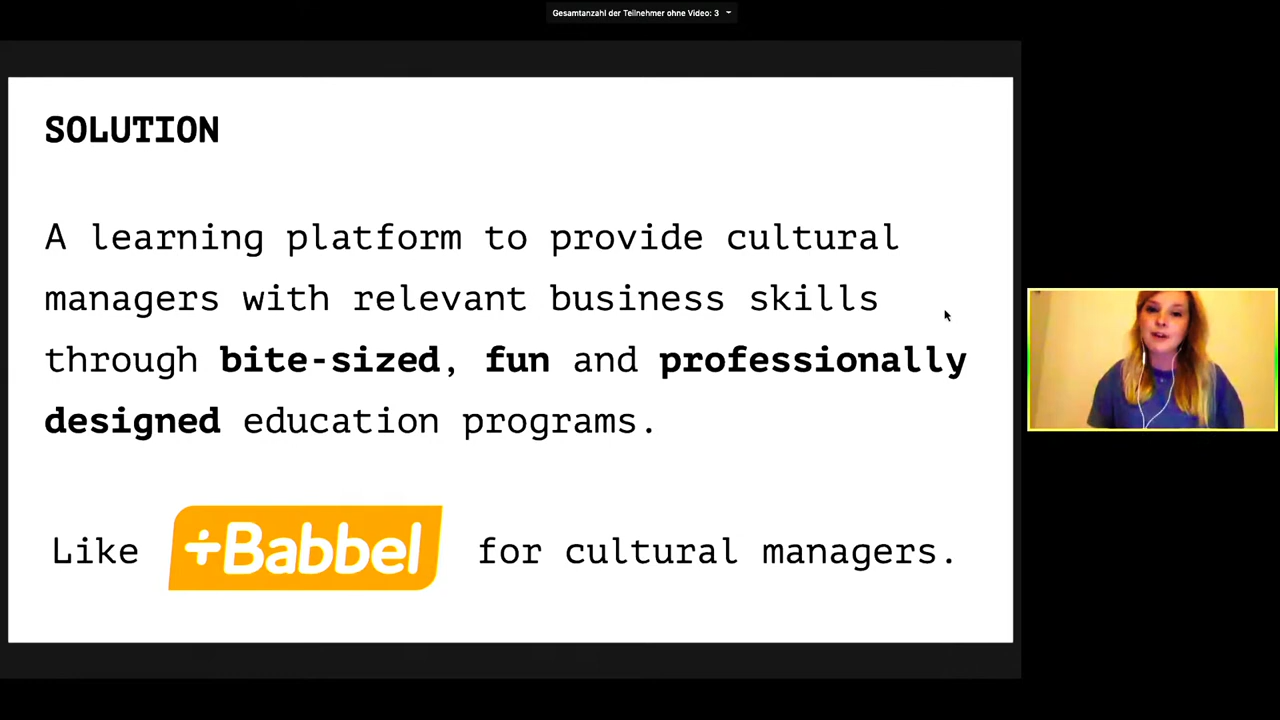 Gesamtanzahl der Teilnehmer ohne Video: 3
SOLUTION
A learning platform to provide cultural
managers with relevant business skills
through bite-sized, fun and professionally
designed education programs.
Like +Babbel for cultural managers.